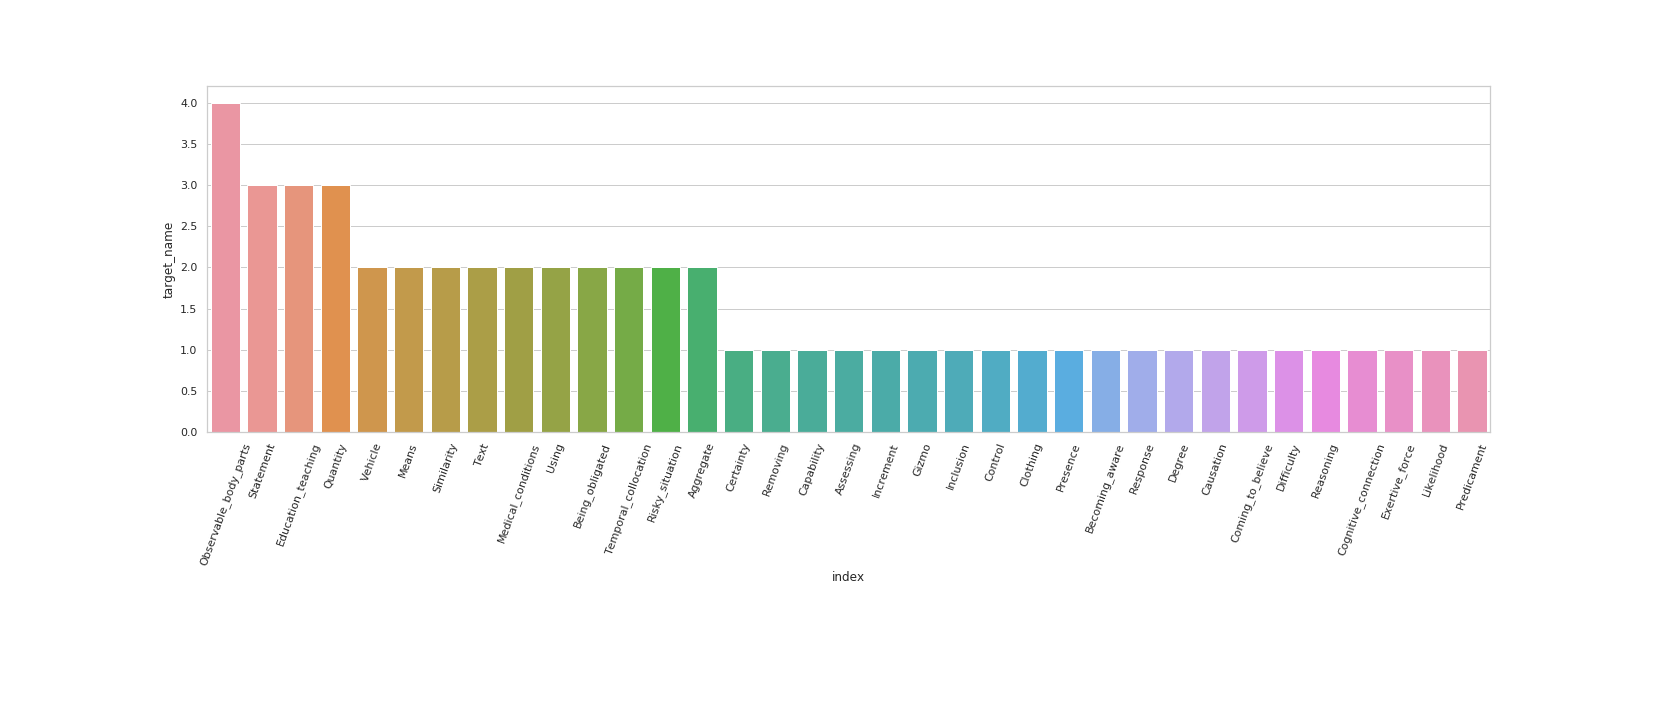 4.0
3.5
3.0
2.5
2.0
1.5
1.0
0.5
0.0
target_name
Observable_body_parts
Statement
Education_teaching
Quantity
Vehicle
Means
Similarity
Text
Medical_conditions
Using
Being_obligated
Temporal_collocation
Risky_situation
Aggregate
Certainty
Removing
Capability
Assessing
Increment
Gizmo
Inclusion
Control
Clothing
Presence
Becoming_aware
Response
Degree
Causation
Coming_to_believe
Difficulty
Reasoning
Cognitive_connection
Exertive_force
Likelihood
Predicament
index